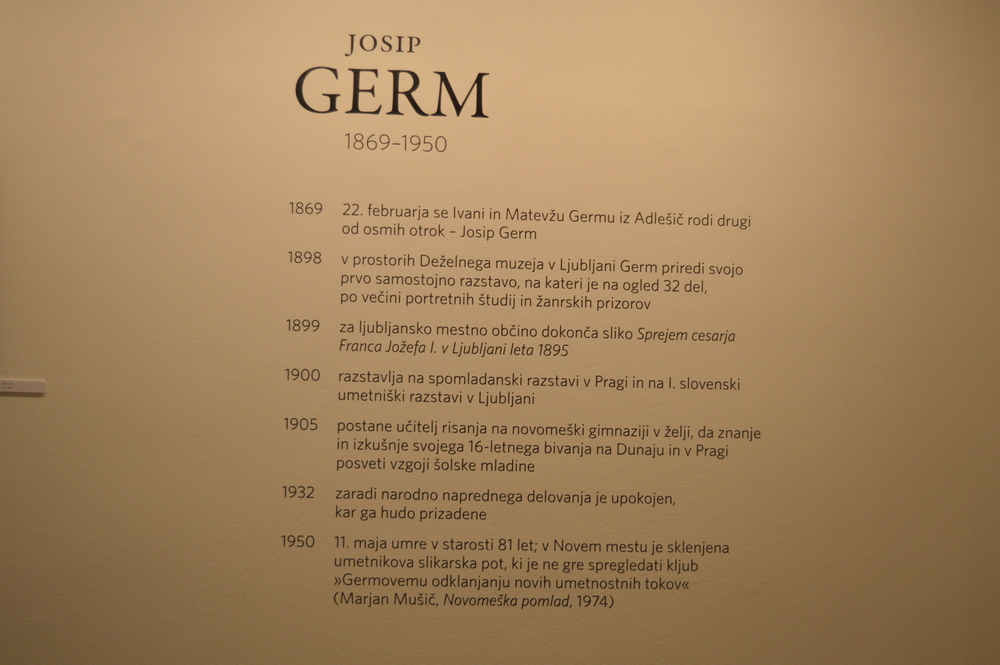 JOSIP
GERM
1869–1950
1869 22. februarja se Ivani in Matevžu Germu iz Adlešič rodi drugi
od osmih otrok – Josip Germ
1898 v prostorih Deželnega muzeja v Ljubljani Germ priredi svojo
prvo samostojno razstavo, na kateri je na ogled 32 del,
po večini portretnih študij in žanrskih prizorov
1899 za ljubljansko mestno občino dokonča sliko Sprejem cesarja
Franca Jožefa I. v Ljubljani leta 1895
1900 razstavlja na spomladanski razstavi v Pragi in na I. slovenski
umetniški razstavi v Ljubljani
1905 postane učitelj risanja na novomeški gimnaziji v želji, da znanje
in izkušnje svojega 16-letnega bivanja na Dunaju in v Pragi
posveti vzgoji šolske mladine
1932 zaradi narodno naprednega delovanja je upokojen,
kar ga hudo prizadene
1950 11. maja umre v starosti 81 let; v Novem mestu je sklenjena
umetnikova slikarska pot, ki je ne gre spregledati kljub
»Germovemu odklanjanju novih umetnostnih tokov«
(Marjan Mušič, Novomeška pomlad, 1974)